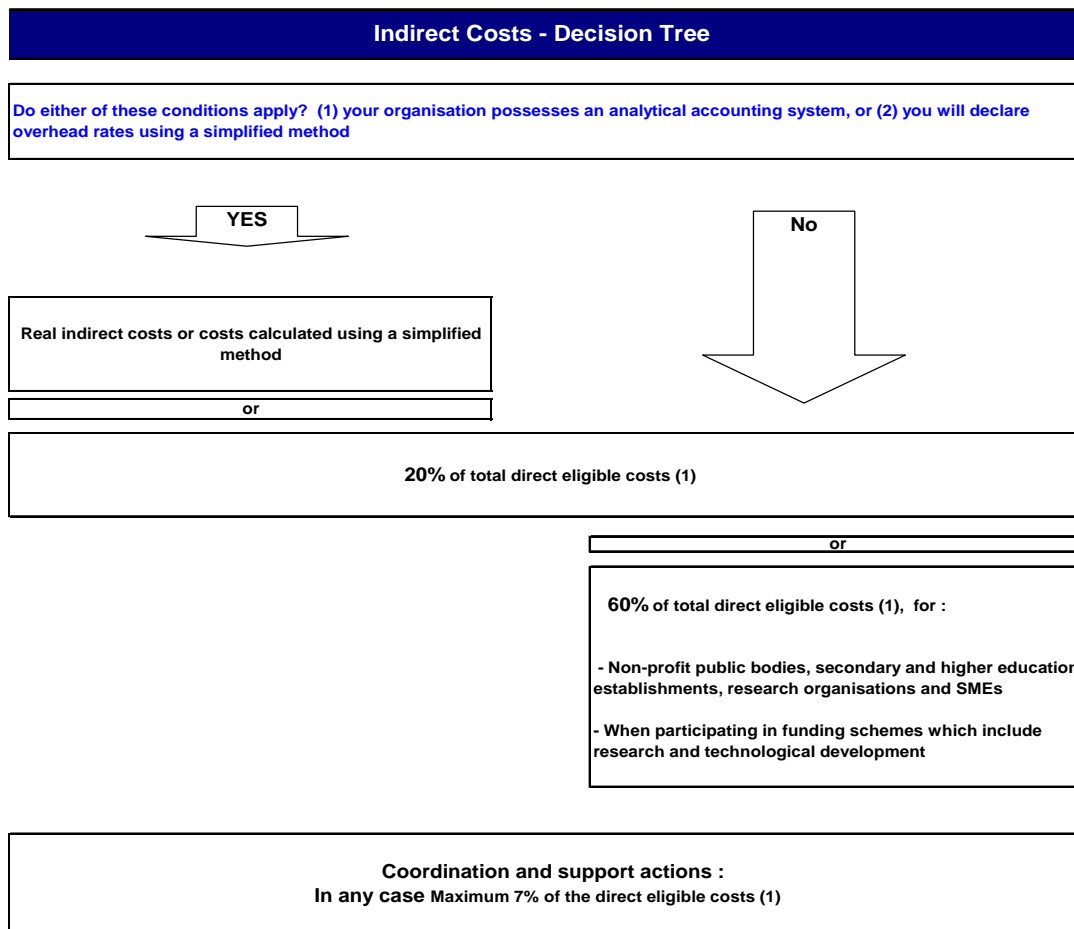 Indirect Costs - Decision Tree
Do either of these conditions apply?  (1) your organisation possesses an analytical accounting system, or (2) you will declare
overhead rates using a simplified method
YES
No
Real indirect costs or costs calculated using a simplified
method
or
20% of total direct eligible costs (1)
or
60% of total direct eligible costs (1),  for :
- Non-profit public bodies, secondary and higher education
establishments, research organisations and SMEs
- When participating in funding schemes which include
research and technological development
Coordination and support actions :
In any case Maximum 7% of the direct eligible costs (1)